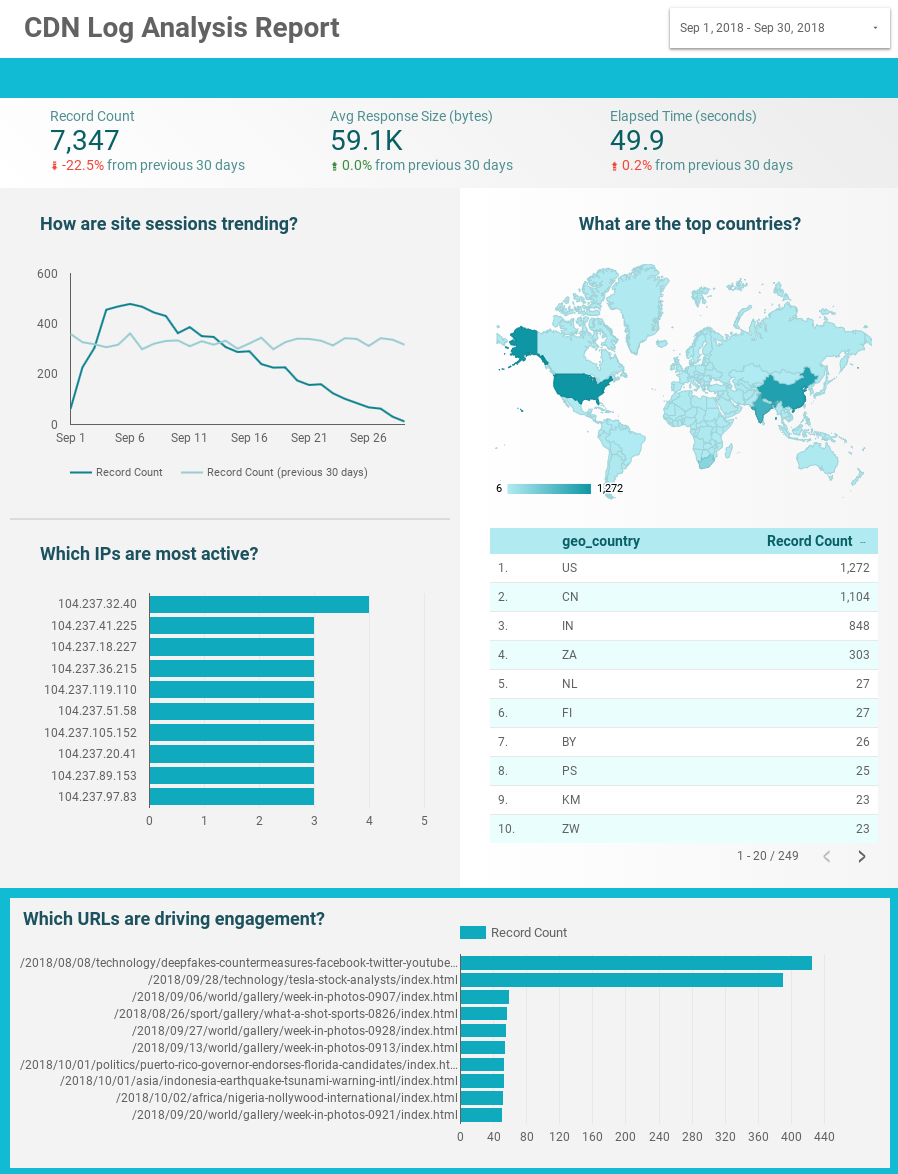 CDN Log Analysis Report
Sep 1, 2018 - Sep 30, 2018
Record Count
7,347
-22.5% from previous 30 days
Avg Response Size (bytes)
59.1K
0.0% from previous 30 days
Elapsed Time (seconds)
49.9
0.2% from previous 30 days
How are site sessions trending?
600
400
200
0
Sep 1 Sep 6 Sep 11 Sep 16 Sep 21 Sep 26
Record Count Record Count (previous 30 days)
Which IPs are most active?
104.237.32.40
104.237.41.225
104.237.18.227
104.237.36.215
104.237.119.110
104.237.51.58
104.237.105.152
104.237.20.41
104.237.89.153
104.237.97.83
0 1 2 3 4 5
What are the top countries?
6 1,272
geo_country Record Count
1. US 1,272
2. CN 1,104
3. IN 848
4. ZA 303
5. NL 27
6. FI 27
7. BY 26
8. PS 25
9. KM 23
10. ZW 23
1 - 20 / 249
Which URLs are driving engagement?
Record Count
/2018/08/08/technology/deepfakes-countermeasures-facebook-twitter-youtube…
/2018/09/28/technology/tesla-stock-analysts/index.html
/2018/09/06/world/gallery/week-in-photos-0907/index.html
/2018/08/26/sport/gallery/what-a-shot-sports-0826/index.html
/2018/09/27/world/gallery/week-in-photos-0928/index.html
/2018/09/13/world/gallery/week-in-photos-0913/index.html
/2018/10/01/politics/puerto-rico-governor-endorses-florida-candidates/index.ht…
/2018/10/01/asia/indonesia-earthquake-tsunami-warning-intl/index.html
/2018/10/02/africa/nigeria-nollywood-international/index.html
/2018/09/20/world/gallery/week-in-photos-0921/index.html
0 40 80 120 160 200 240 280 320 360 400 440